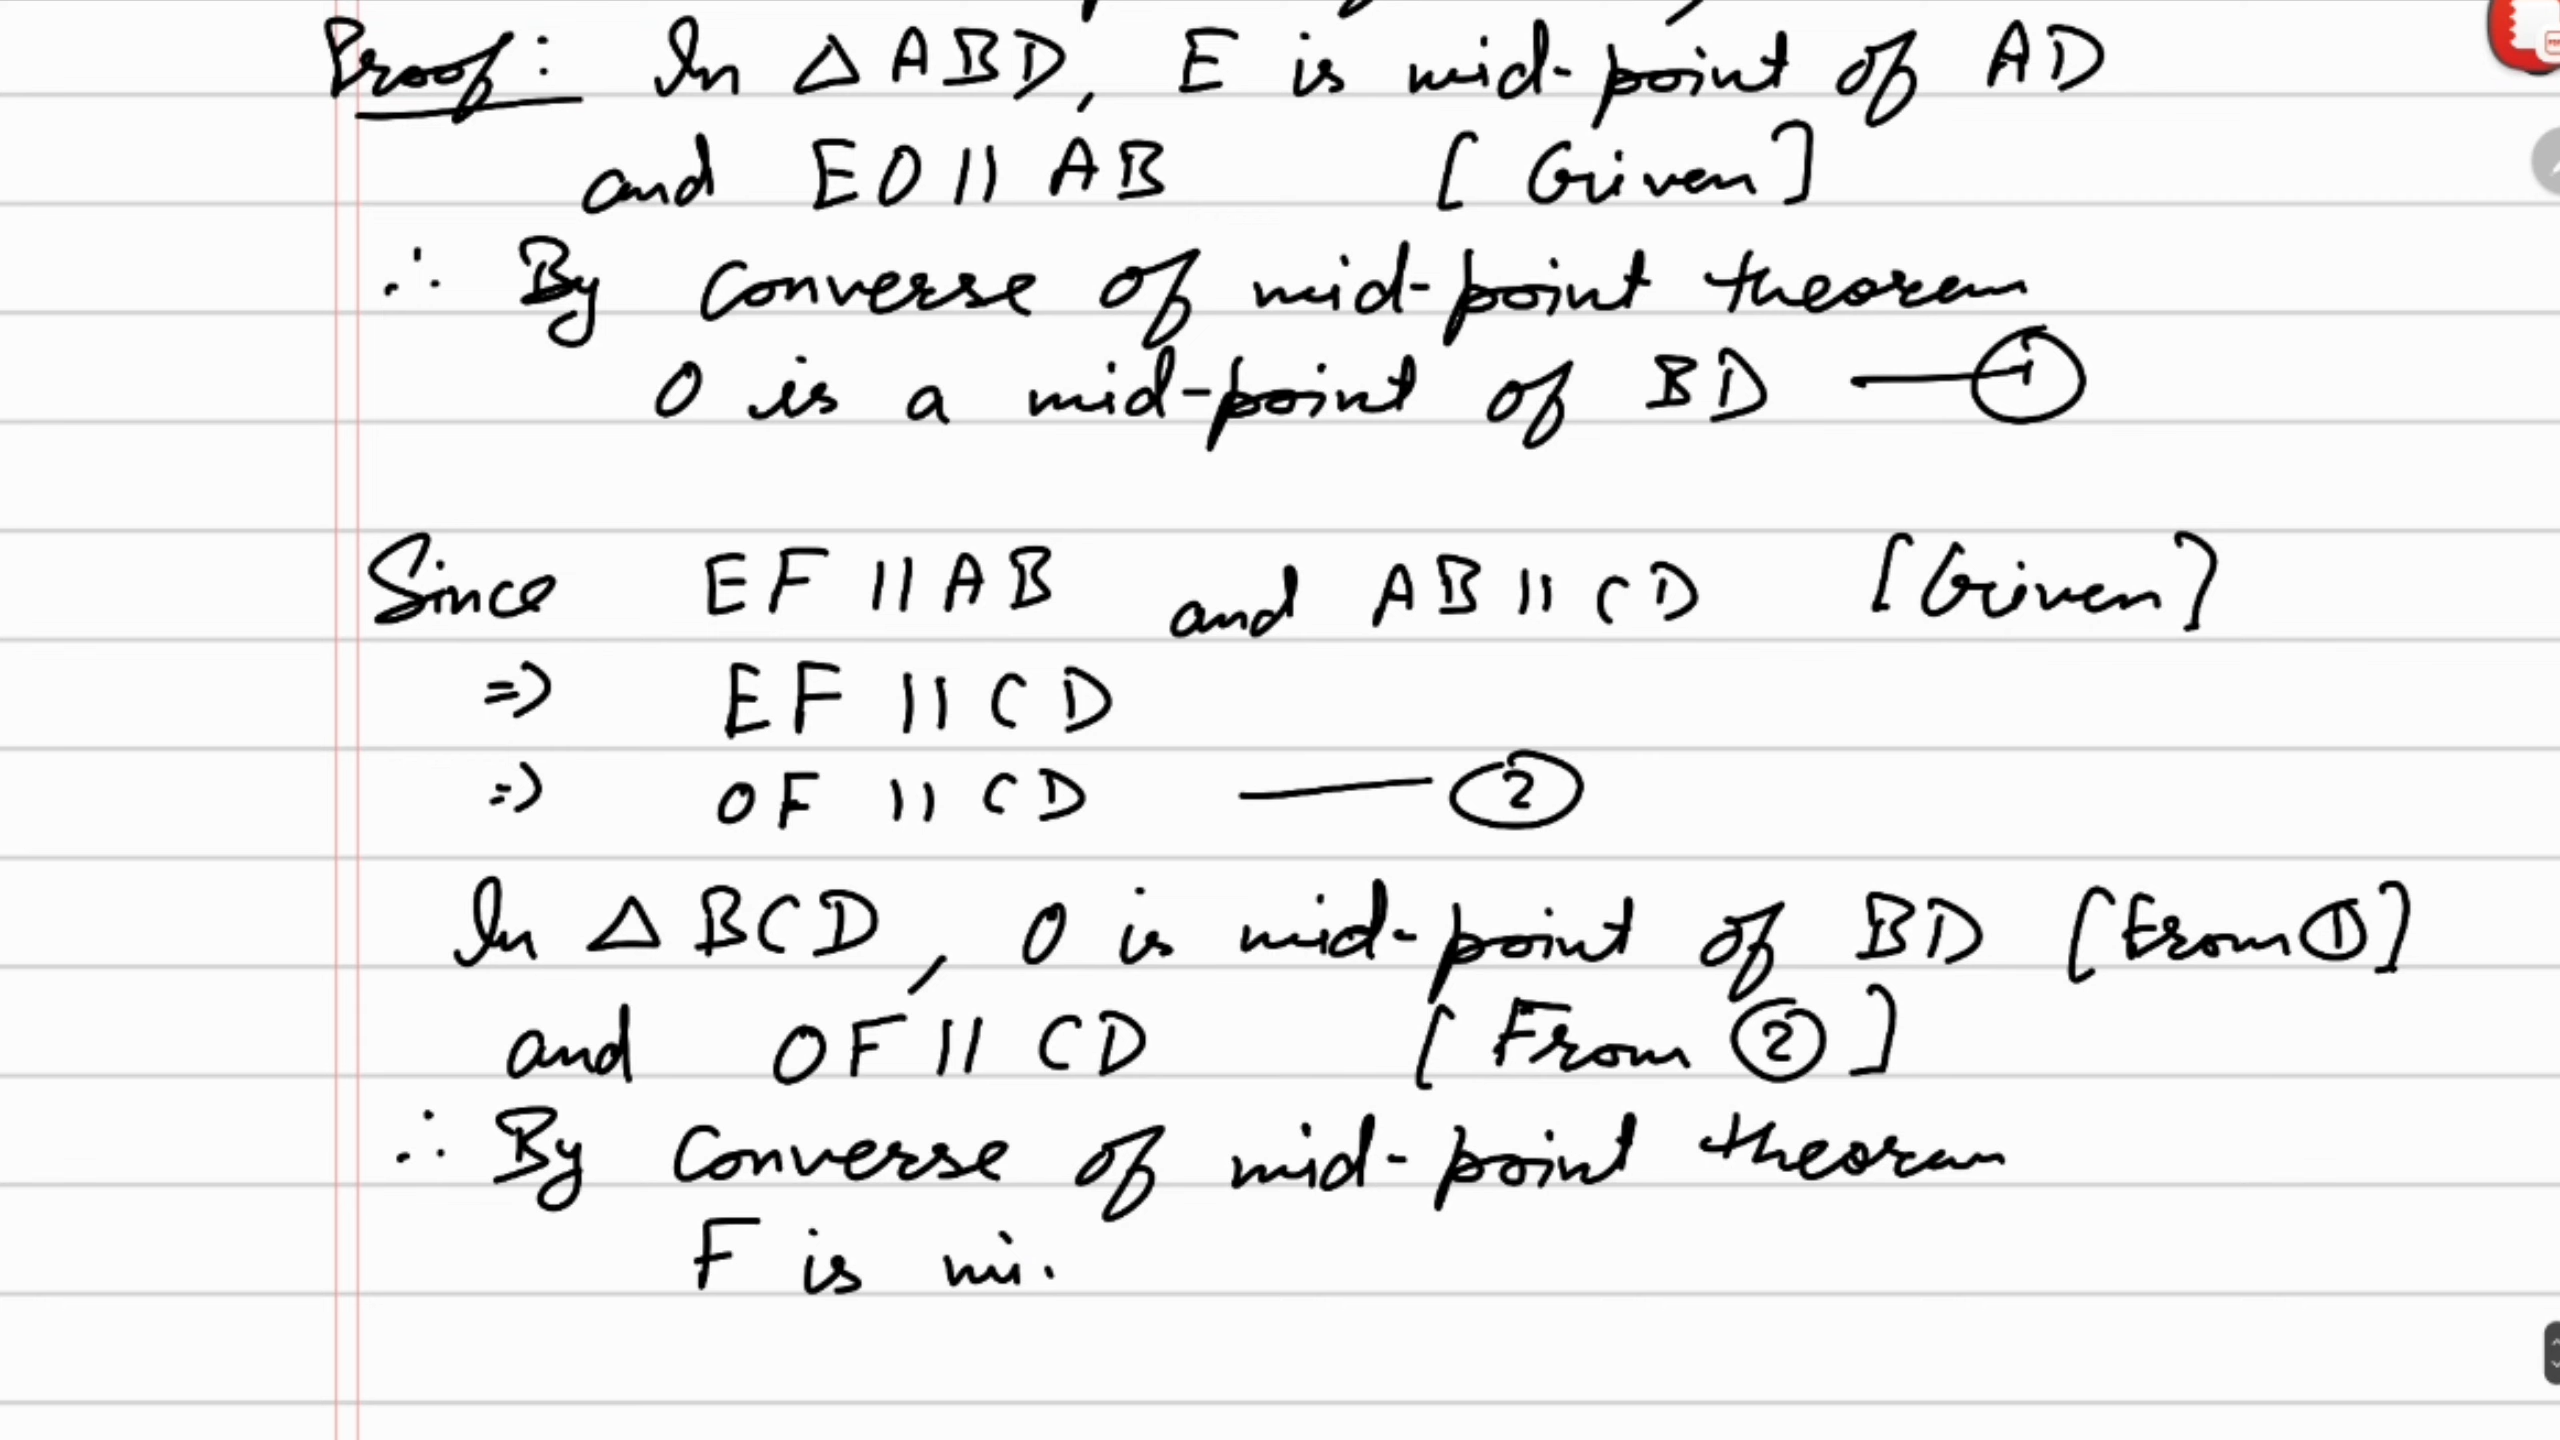 Proof: In △ABD, E is mid-point of AD
and EO || AB [Given]
∴ By converse of mid-point theorem
O is a mid-point of BD — ①
Since EF || AB and AB || CD [Given]
⇒ EF || CD
⇒ OF || CD — ②
In △BCD, O is mid-point of BD [From ①]
and OF || CD [From ②]
∴ By converse of mid-point theorem
F is mi.